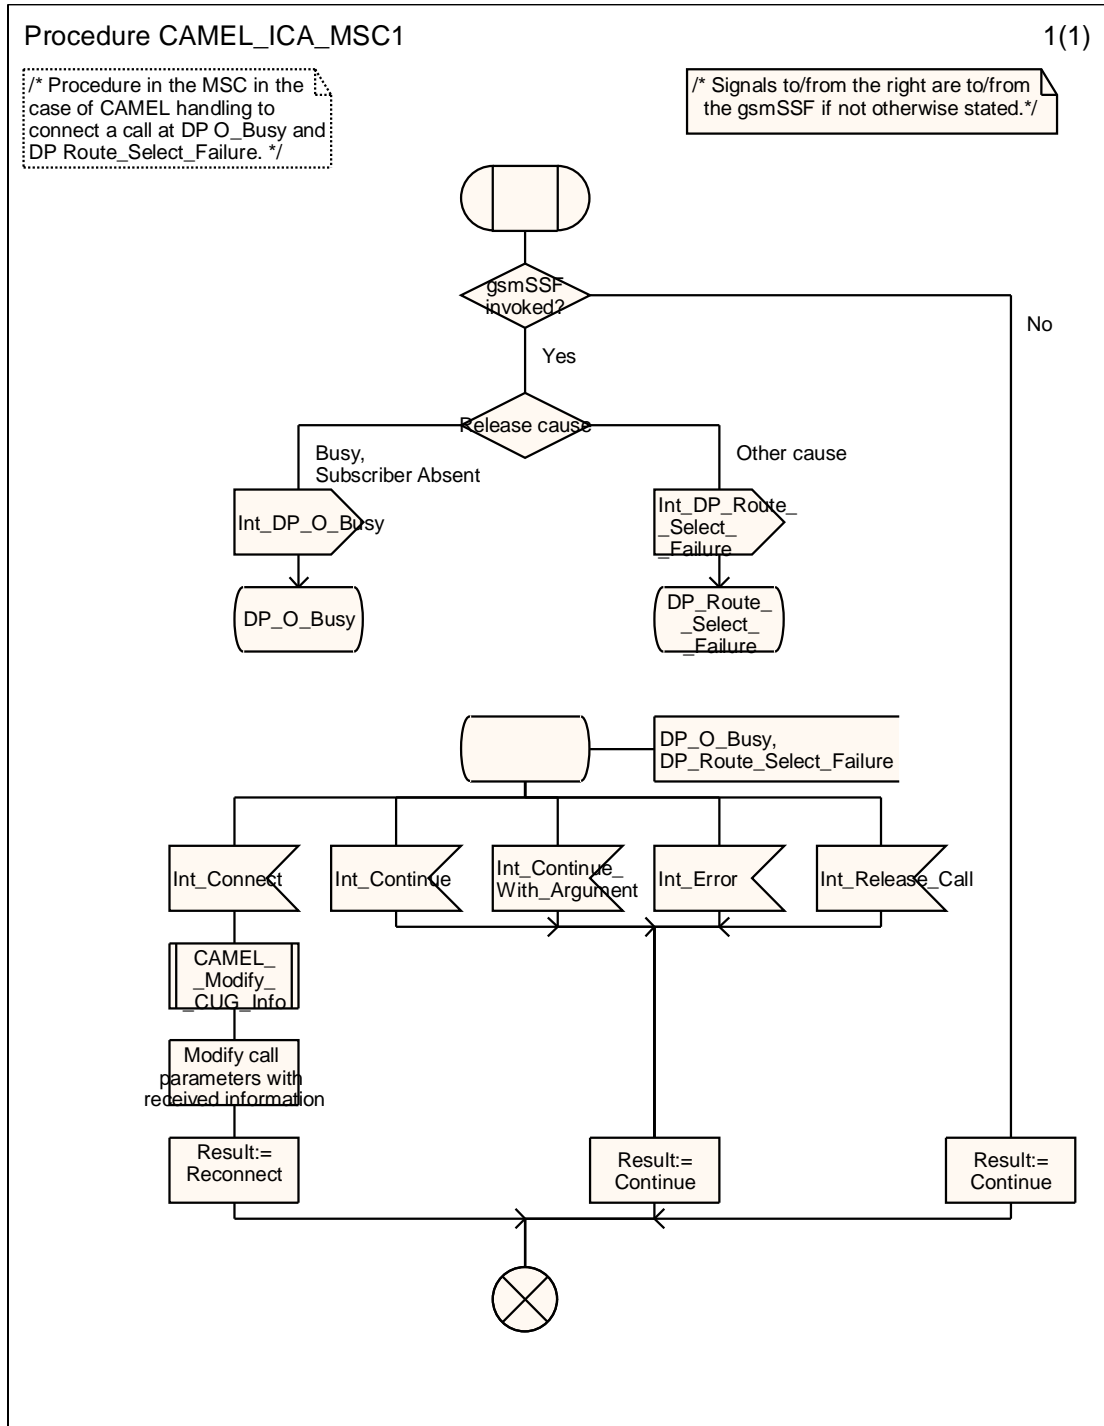 Procedure CAMEL_ICA_MSC1
1(1)
/* Procedure in the MSC in the
case of CAMEL handling to
connect a call at DP O_Busy and
DP Route_Select_Failure. */
/* Signals to/from the right are to/from
the gsmSSF if not otherwise stated.*/
gsmSSF
invoked?
No
Yes
Release cause
Busy,
Subscriber Absent
Other cause
Int_DP_O_Busy
Int_DP_Route_
_Select_
_Failure
DP_O_Busy
DP_Route_
_Select_
_Failure
DP_O_Busy,
DP_Route_Select_Failure
Int_Connect
Int_Continue
Int_Continue_
With_Argument
Int_Error
Int_Release_Call
CAMEL_
_Modify_
_CUG_Info
Modify call
parameters with
received information
Result:=
Reconnect
Result:=
Continue
Result:=
Continue